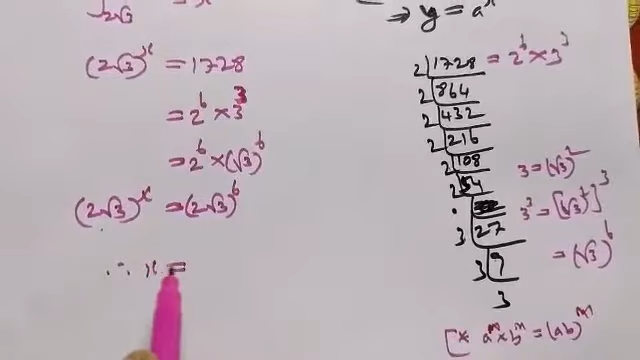 2√3
(2√3)^x = 1728
= 2^6 × 3^3
= 2^6 × (√3)^6
(2√3)^x = (2√3)^6
∴ x =
⇒ y = a^x
2 | 1728 = 2^6 × 3^3
2 | 864
2 | 432
2 | 216
2 | 108
2 | 54
3 | 27
3 | 9
3
3 = (√3)^2
3^3 = [(√3)^2]^3
= (√3)^6
[* a^m × b^m = (ab)^m